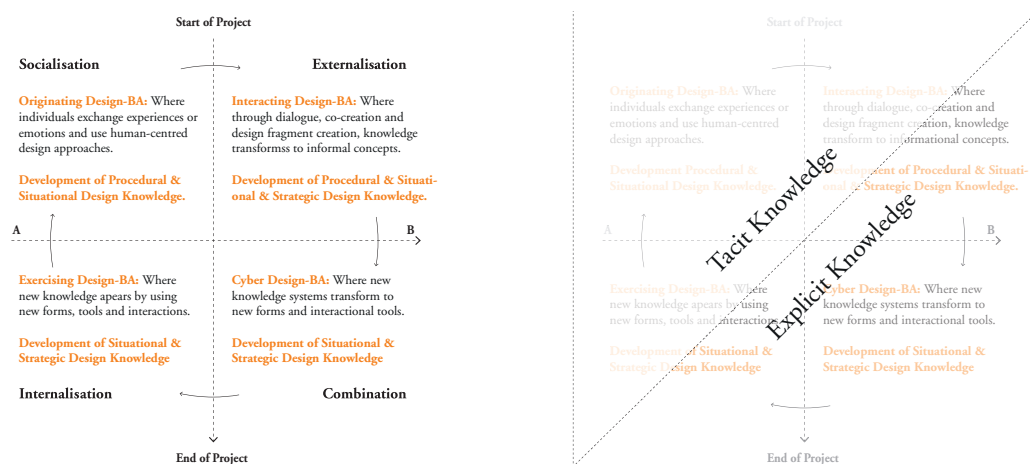 Start of Project
Socialisation
Externalisation
Originating Design-BA: Where
individuals exchange experiences or
emotions and use human-centred
design approaches.
Development of Procedural &
Situational Design Knowledge.
Interacting Design-BA: Where
through dialogue, co-creation and
design fragment creation, knowledge
transformss to informal concepts.
Development of Procedural & Situati-
onal & Strategic Design Knowledge.
A
B
Exercising Design-BA: Where
new knowledge apears by using
new forms, tools and interactions.
Development of Situational &
Strategic Design Knowledge
Cyber Design-BA: Where new
knowledge systems transform to
new forms and interactional tools.
Development of Situational &
Strategic Design Knowledge
Internalisation
Combination
End of Project
Start of Project
Originating Design-BA: Where
individuals exchange experiences or
emotions and use human-centred
design approaches.
Development Procedural &
Situational Design Knowledge.
Interacting Design-BA: Where
through dialogue, co-creation and
design fragment creation, knowledge
transforms to informational concepts.
Development of Procedural & Situati-
onal & Strategic Design Knowledge.
Tacit Knowledge
Explicit Knowledge
A
B
Exercising Design-BA: Where
new knowledge apears by using
new forms, tools and interactions.
Development of Situational &
Strategic Design Knowledge
Cyber Design-BA: Where new
knowledge systems transform to
new forms and interactional tools.
Development of Situational &
Strategic Design Knowledge
End of Project